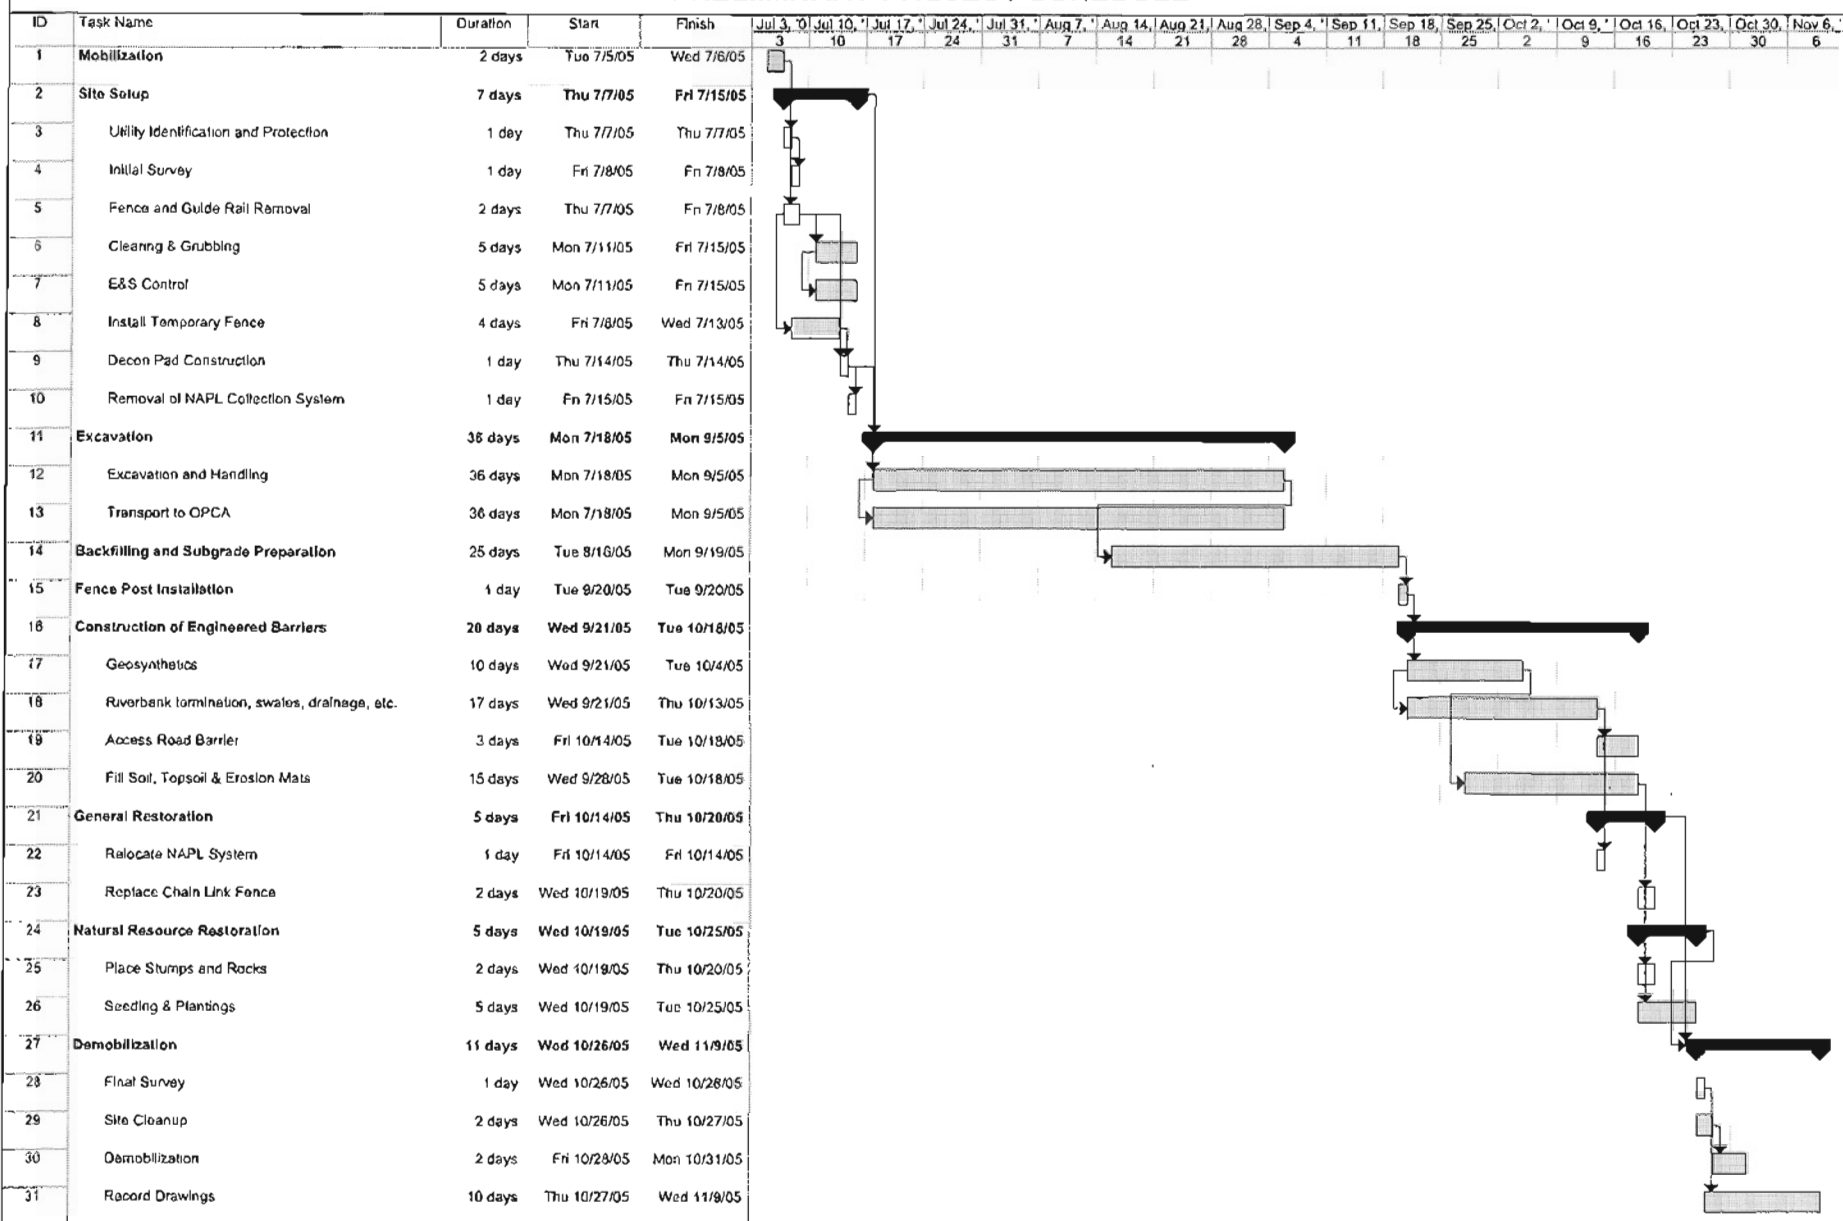 ID Task Name Duration Start Finish Jul 3, '0 Jul 10, ' Jul 17, ' Jul 24, ' Jul 31, ' Aug 7, ' Aug 14, Aug 21, Aug 28, Sep 4, ' Sep 11, Sep 18, Sep 25, Oct 2, ' Oct 9, ' Oct 16, Oct 23, Oct 30, Nov 6, '
3 10 17 24 31 7 14 21 28 4 11 18 25 2 9 16 23 30 6
1 Mobilization 2 days Tue 7/5/05 Wed 7/6/05
2 Site Setup 7 days Thu 7/7/05 Fri 7/15/05
3 Utility Identification and Protection 1 day Thu 7/7/05 Thu 7/7/05
4 Initial Survey 1 day Fri 7/8/05 Fri 7/8/05
5 Fence and Guide Rail Removal 2 days Thu 7/7/05 Fri 7/8/05
6 Clearing & Grubbing 5 days Mon 7/11/05 Fri 7/15/05
7 E&S Control 5 days Mon 7/11/05 Fri 7/15/05
8 Install Temporary Fence 4 days Fri 7/8/05 Wed 7/13/05
9 Decon Pad Construction 1 day Thu 7/14/05 Thu 7/14/05
10 Removal of NAPL Collection System 1 day Fri 7/15/05 Fri 7/15/05
11 Excavation 36 days Mon 7/18/05 Mon 9/5/05
12 Excavation and Handling 36 days Mon 7/18/05 Mon 9/5/05
13 Transport to OPCA 36 days Mon 7/18/05 Mon 9/5/05
14 Backfilling and Subgrade Preparation 25 days Tue 8/16/05 Mon 9/19/05
15 Fence Post Installation 1 day Tue 9/20/05 Tue 9/20/05
16 Construction of Engineered Barriers 20 days Wed 9/21/05 Tue 10/18/05
17 Geosynthetics 10 days Wed 9/21/05 Tue 10/4/05
18 Riverbank termination, swales, drainage, etc. 17 days Wed 9/21/05 Thu 10/13/05
19 Access Road Barrier 3 days Fri 10/14/05 Tue 10/18/05
20 Fill Soil, Topsoil & Erosion Mats 15 days Wed 9/28/05 Tue 10/18/05
21 General Restoration 5 days Fri 10/14/05 Thu 10/20/05
22 Relocate NAPL System 1 day Fri 10/14/05 Fri 10/14/05
23 Replace Chain Link Fence 2 days Wed 10/19/05 Thu 10/20/05
24 Natural Resource Restoration 5 days Wed 10/19/05 Tue 10/25/05
25 Place Stumps and Rocks 2 days Wed 10/19/05 Thu 10/20/05
26 Seeding & Plantings 5 days Wed 10/19/05 Tue 10/25/05
27 Demobilization 11 days Wed 10/26/05 Wed 11/9/05
28 Final Survey 1 day Wed 10/26/05 Wed 10/26/05
29 Site Cleanup 2 days Wed 10/26/05 Thu 10/27/05
30 Demobilization 2 days Fri 10/28/05 Mon 10/31/05
31 Record Drawings 10 days Thu 10/27/05 Wed 11/9/05